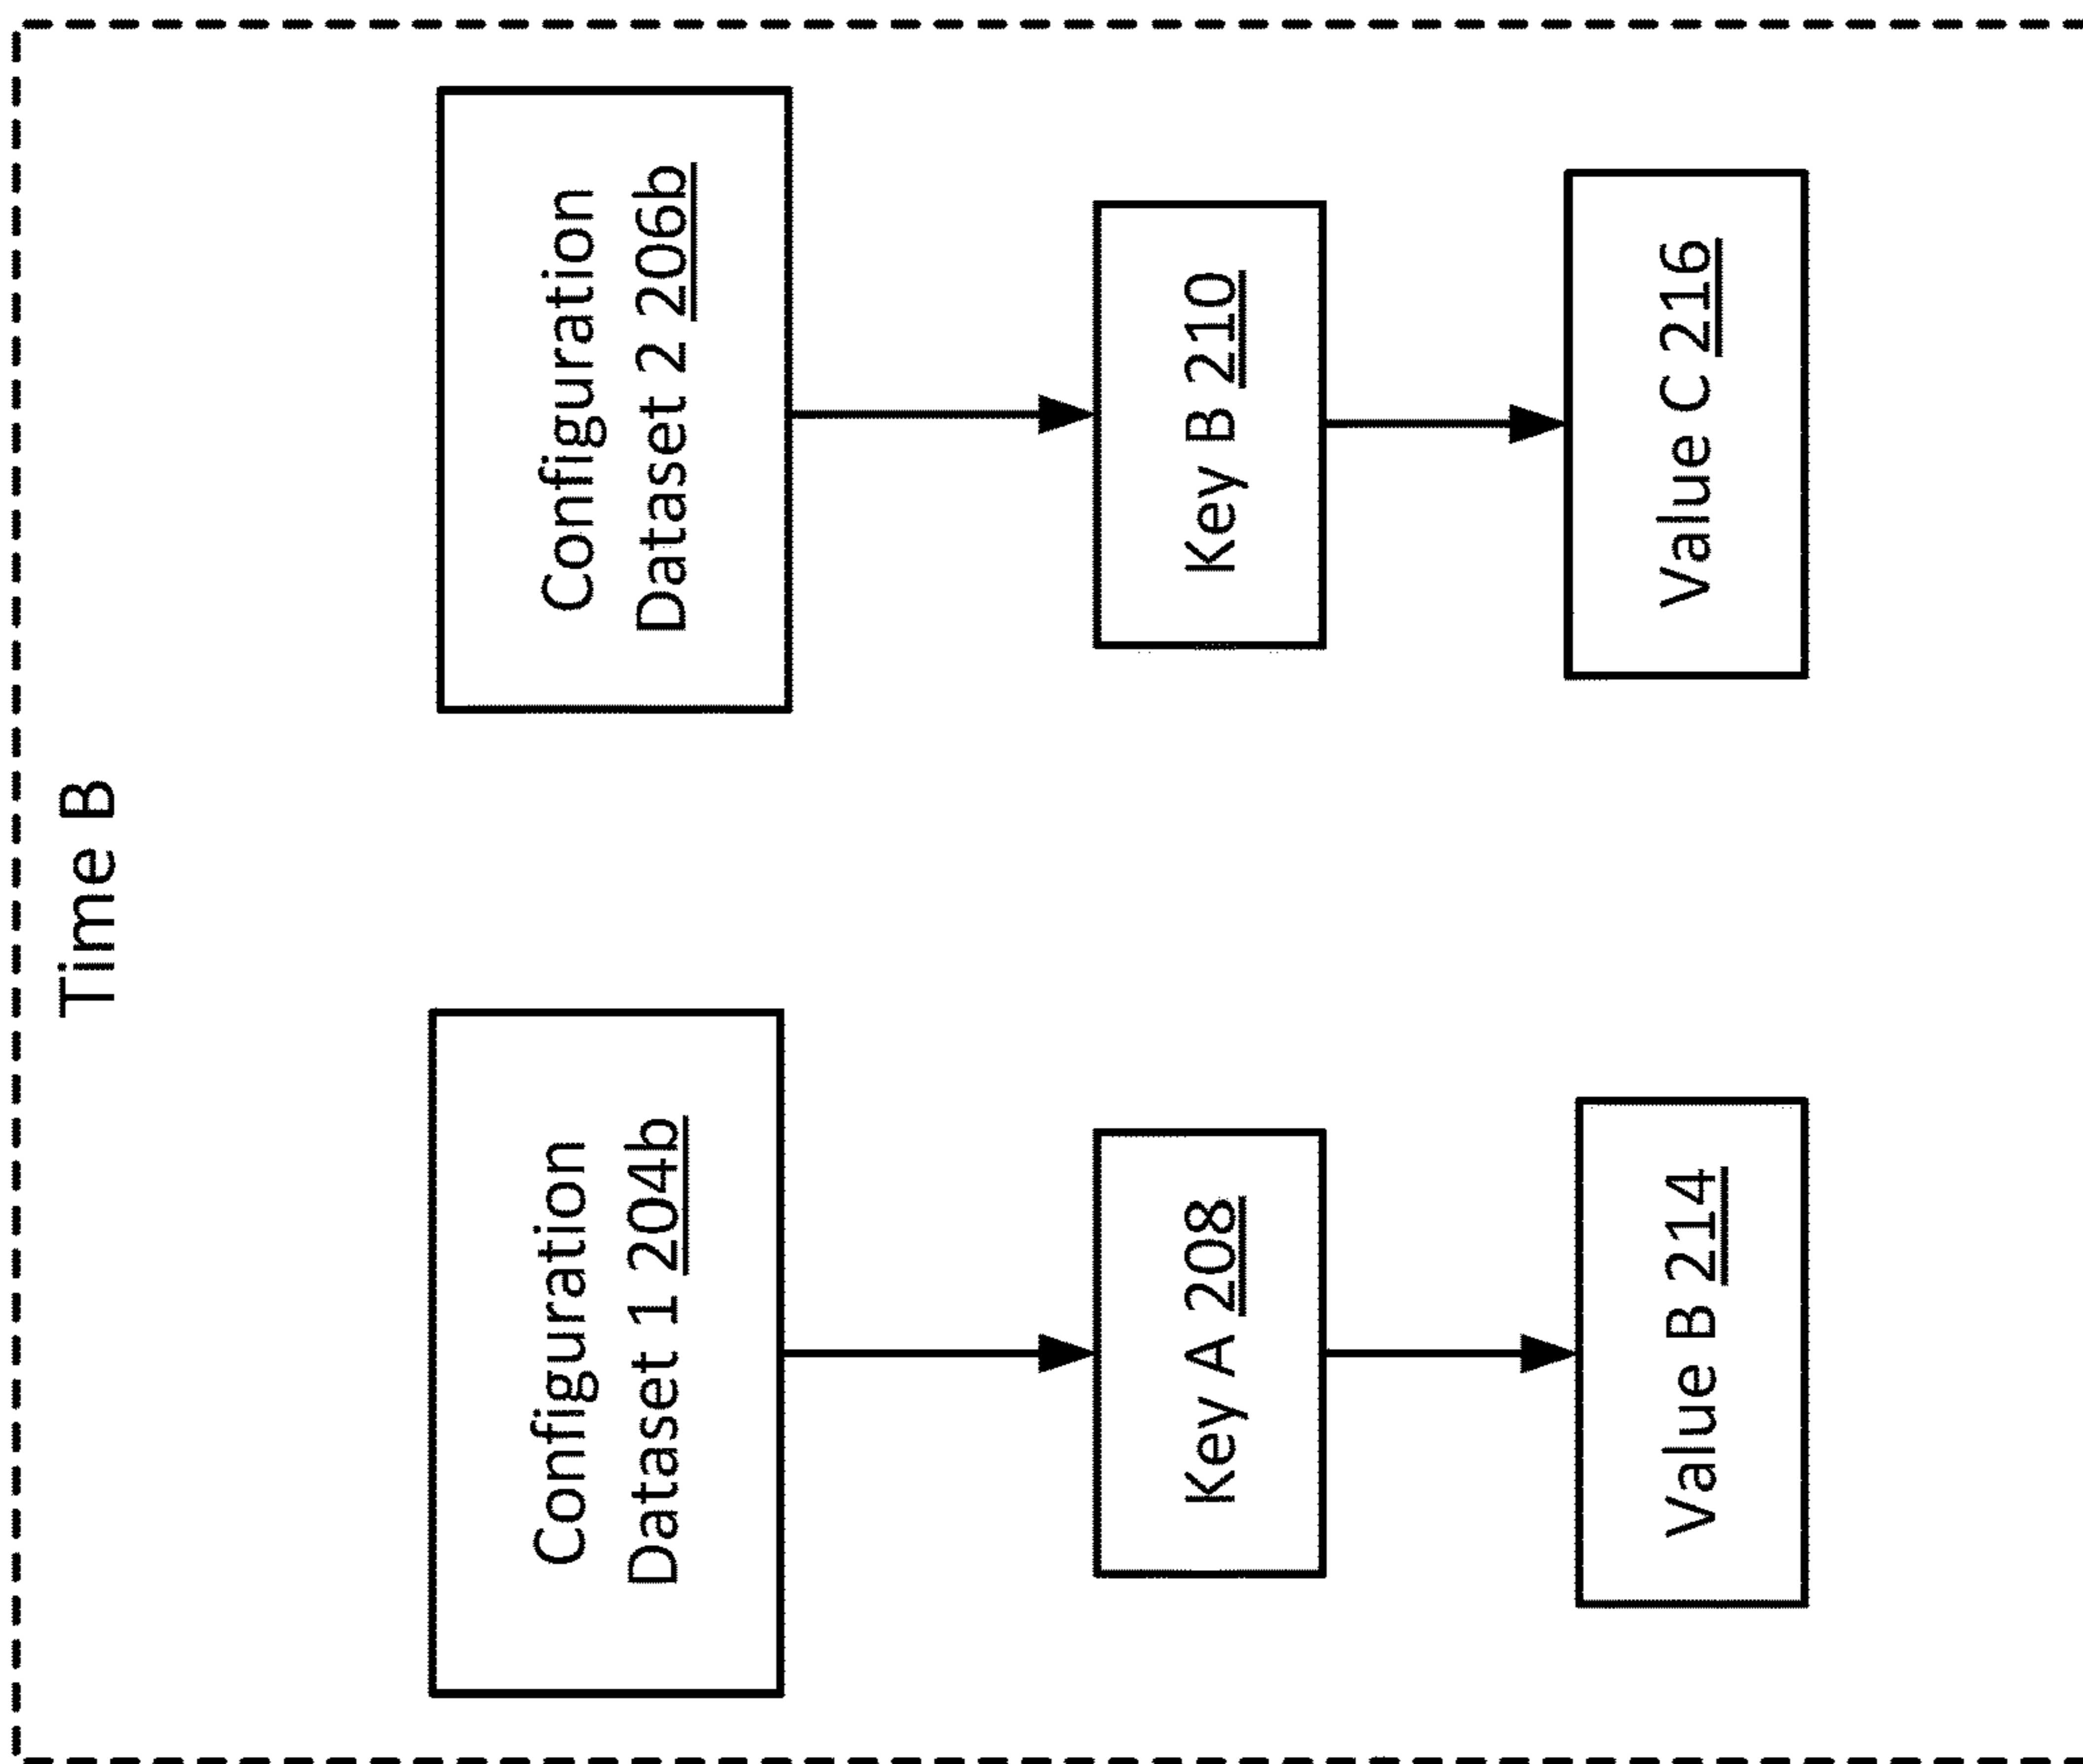 Time B
Configuration
Dataset 1 204b
Key A 208
Value B 214
Configuration
Dataset 2 206b
Key B 210
Value C 216